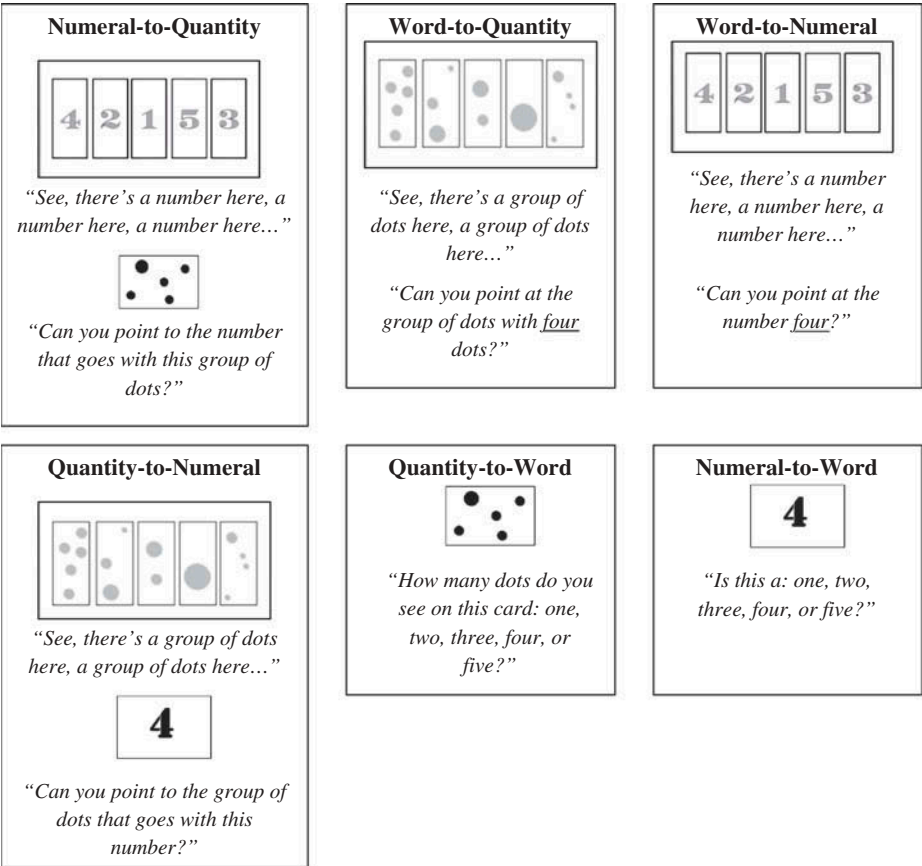 Numeral-to-Quantity
4 2 1 5 3
“See, there’s a number here, a
number here, a number here…”
“Can you point to the number
that goes with this group of
dots?”
Word-to-Quantity
“See, there’s a group of
dots here, a group of dots
here…”
“Can you point at the
group of dots with four
dots?”
Word-to-Numeral
4 2 1 5 3
“See, there’s a number
here, a number here, a
number here…”
“Can you point at the
number four?”
Quantity-to-Numeral
“See, there’s a group of dots
here, a group of dots here…”
4
“Can you point to the group of
dots that goes with this
number?”
Quantity-to-Word
“How many dots do you
see on this card: one,
two, three, four, or
five?”
Numeral-to-Word
4
“Is this a: one, two,
three, four, or five?”